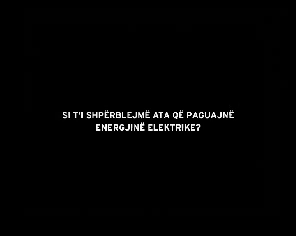 SI T'I SHPËRBLEJMË ATA QË PAGUAJNË
ENERGJINË ELEKTRIKE?